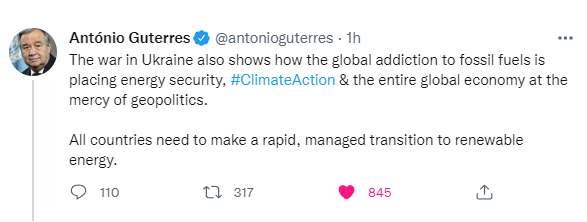 António Guterres @antonioguterres · 1h
The war in Ukraine also shows how the global addiction to fossil fuels is
placing energy security, #ClimateAction & the entire global economy at the
mercy of geopolitics.
All countries need to make a rapid, managed transition to renewable
energy.
110 317 845